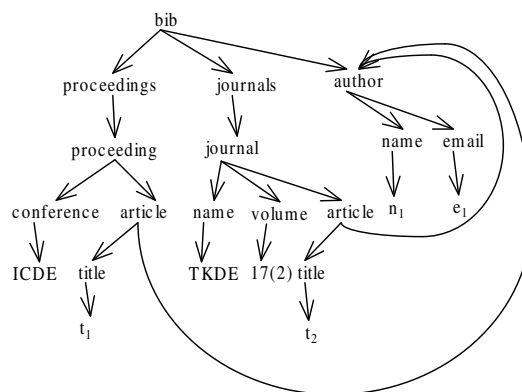 bib
proceedings journals author
proceeding journal name email
conference article name volume article n₁ e₁
ICDE title TKDE 17(2) title
t₁ t₂